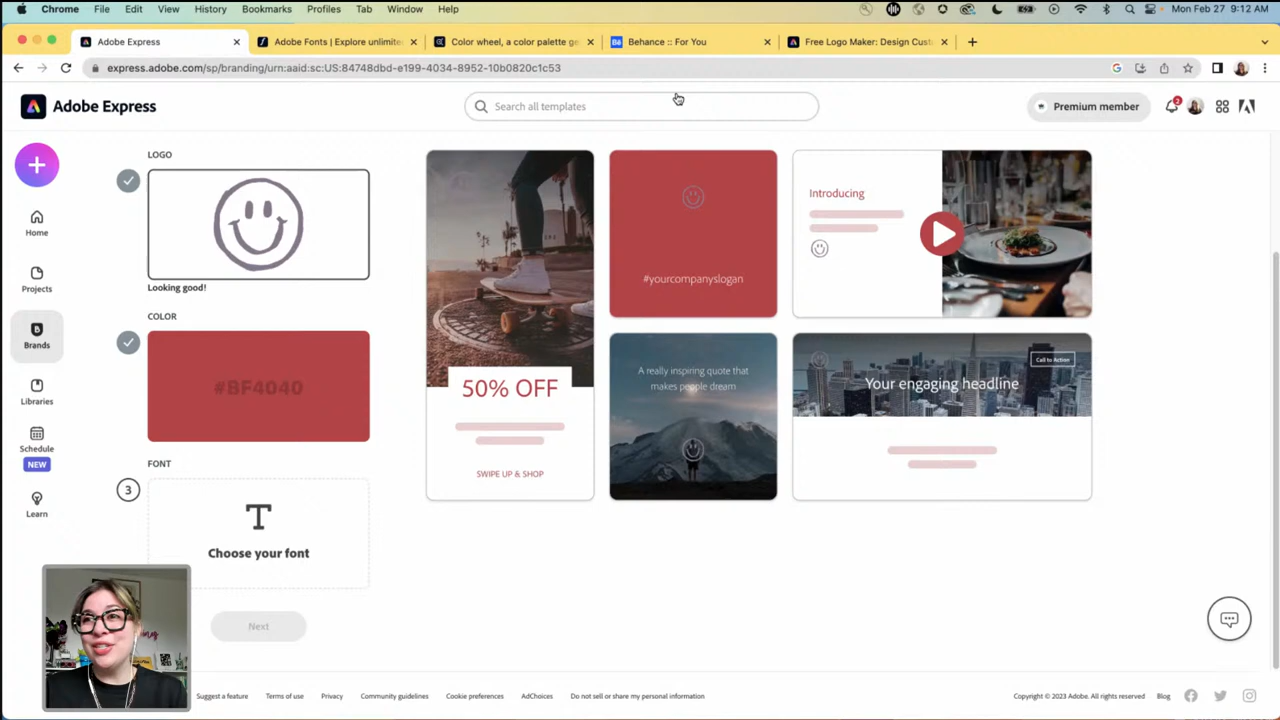 Chrome File Edit View History Bookmarks Profiles Tab Window Help Mon Feb 27 9:12 AM
Adobe Express Adobe Fonts | Explore unlimite Color wheel, a color palette ge Behance :: For You Free Logo Maker: Design Cust
express.adobe.com/sp/branding/urn:aaid:sc:US:84748dbd-e199-4034-8952-10b0820c1c53
Adobe Express Search all templates Premium member
Home
Projects
Brands
Libraries
Schedule
NEW
Learn
LOGO
Looking good!
COLOR
#BF4040
FONT
3
T
Choose your font
Next
50% OFF
SWIPE UP & SHOP
#yourcompanyslogan
Introducing
A really inspiring quote that
makes people dream
Call to Action
Your engaging headline
Suggest a feature Terms of use Privacy Community guidelines Cookie preferences AdChoices Do not sell or share my personal information Copyright © 2023 Adobe. All rights reserved Blog